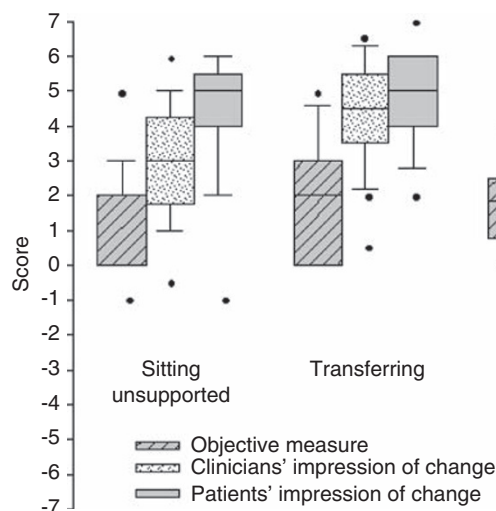 7
6
5
4
3
2
1
0
-1
-2
-3
-4
-5
-6
-7
Score
Sitting
unsupported
Transferring
Objective measure
Clinicians' impression of change
Patients' impression of change